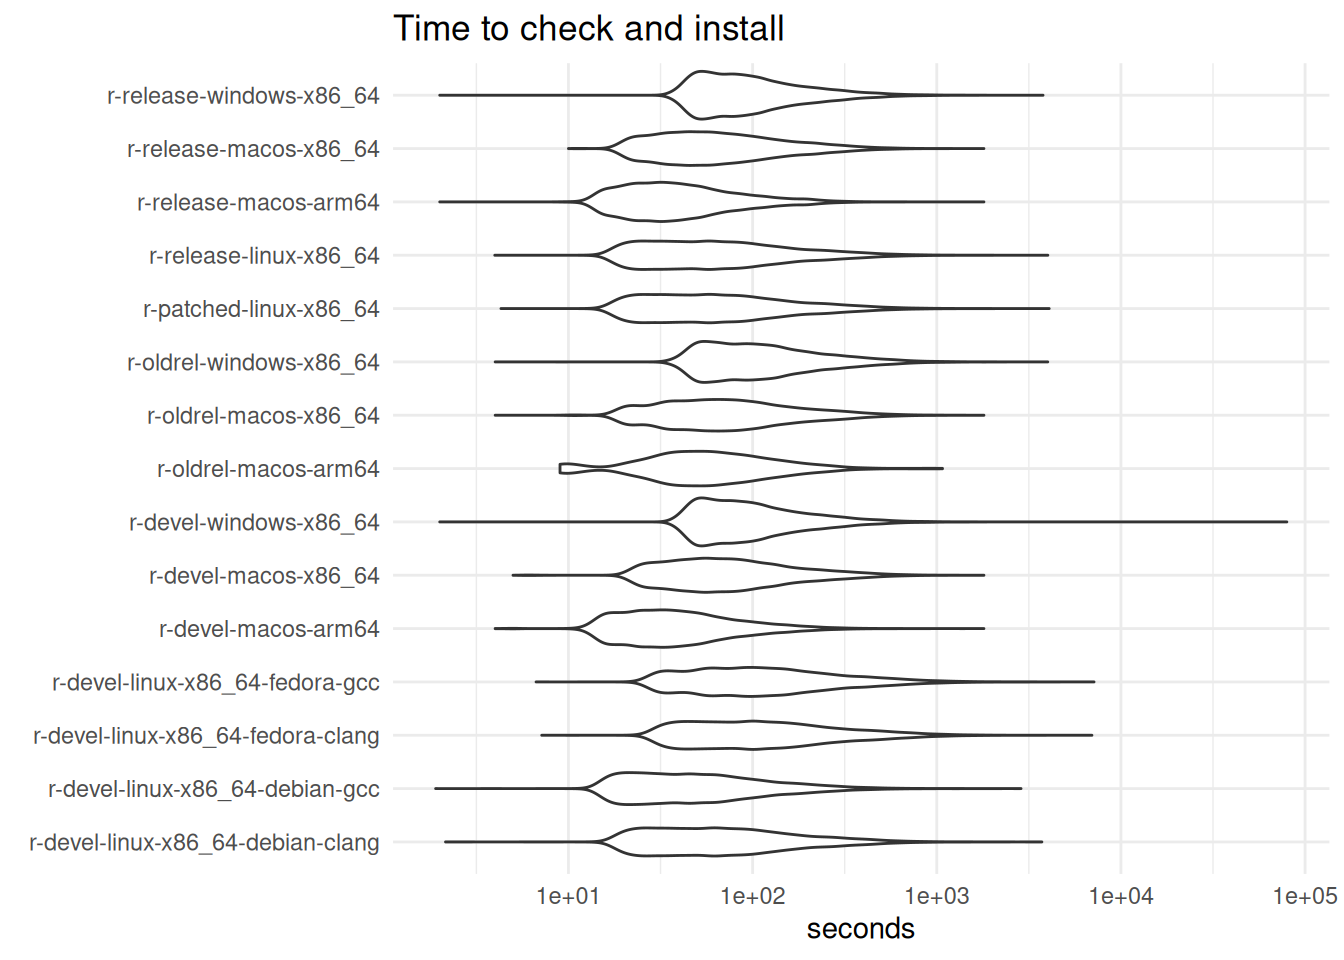 Time to check and install
r-release-windows-x86_64
r-release-macos-x86_64
r-release-macos-arm64
r-release-linux-x86_64
r-patched-linux-x86_64
r-oldrel-windows-x86_64
r-oldrel-macos-x86_64
r-oldrel-macos-arm64
r-devel-windows-x86_64
r-devel-macos-x86_64
r-devel-macos-arm64
r-devel-linux-x86_64-fedora-gcc
r-devel-linux-x86_64-fedora-clang
r-devel-linux-x86_64-debian-gcc
r-devel-linux-x86_64-debian-clang
1e+01 1e+02 1e+03 1e+04 1e+05
seconds